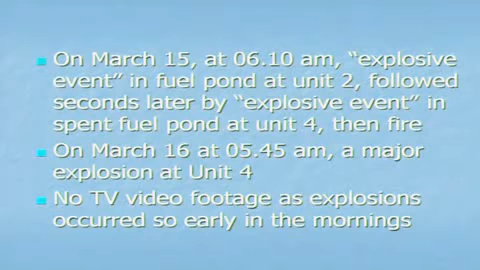 On March 15, at 06.10 am, “explosive
event” in fuel pond at unit 2, followed
seconds later by “explosive event” in
spent fuel pond at unit 4, then fire
On March 16 at 05.45 am, a major
explosion at Unit 4
No TV video footage as explosions
occurred so early in the mornings